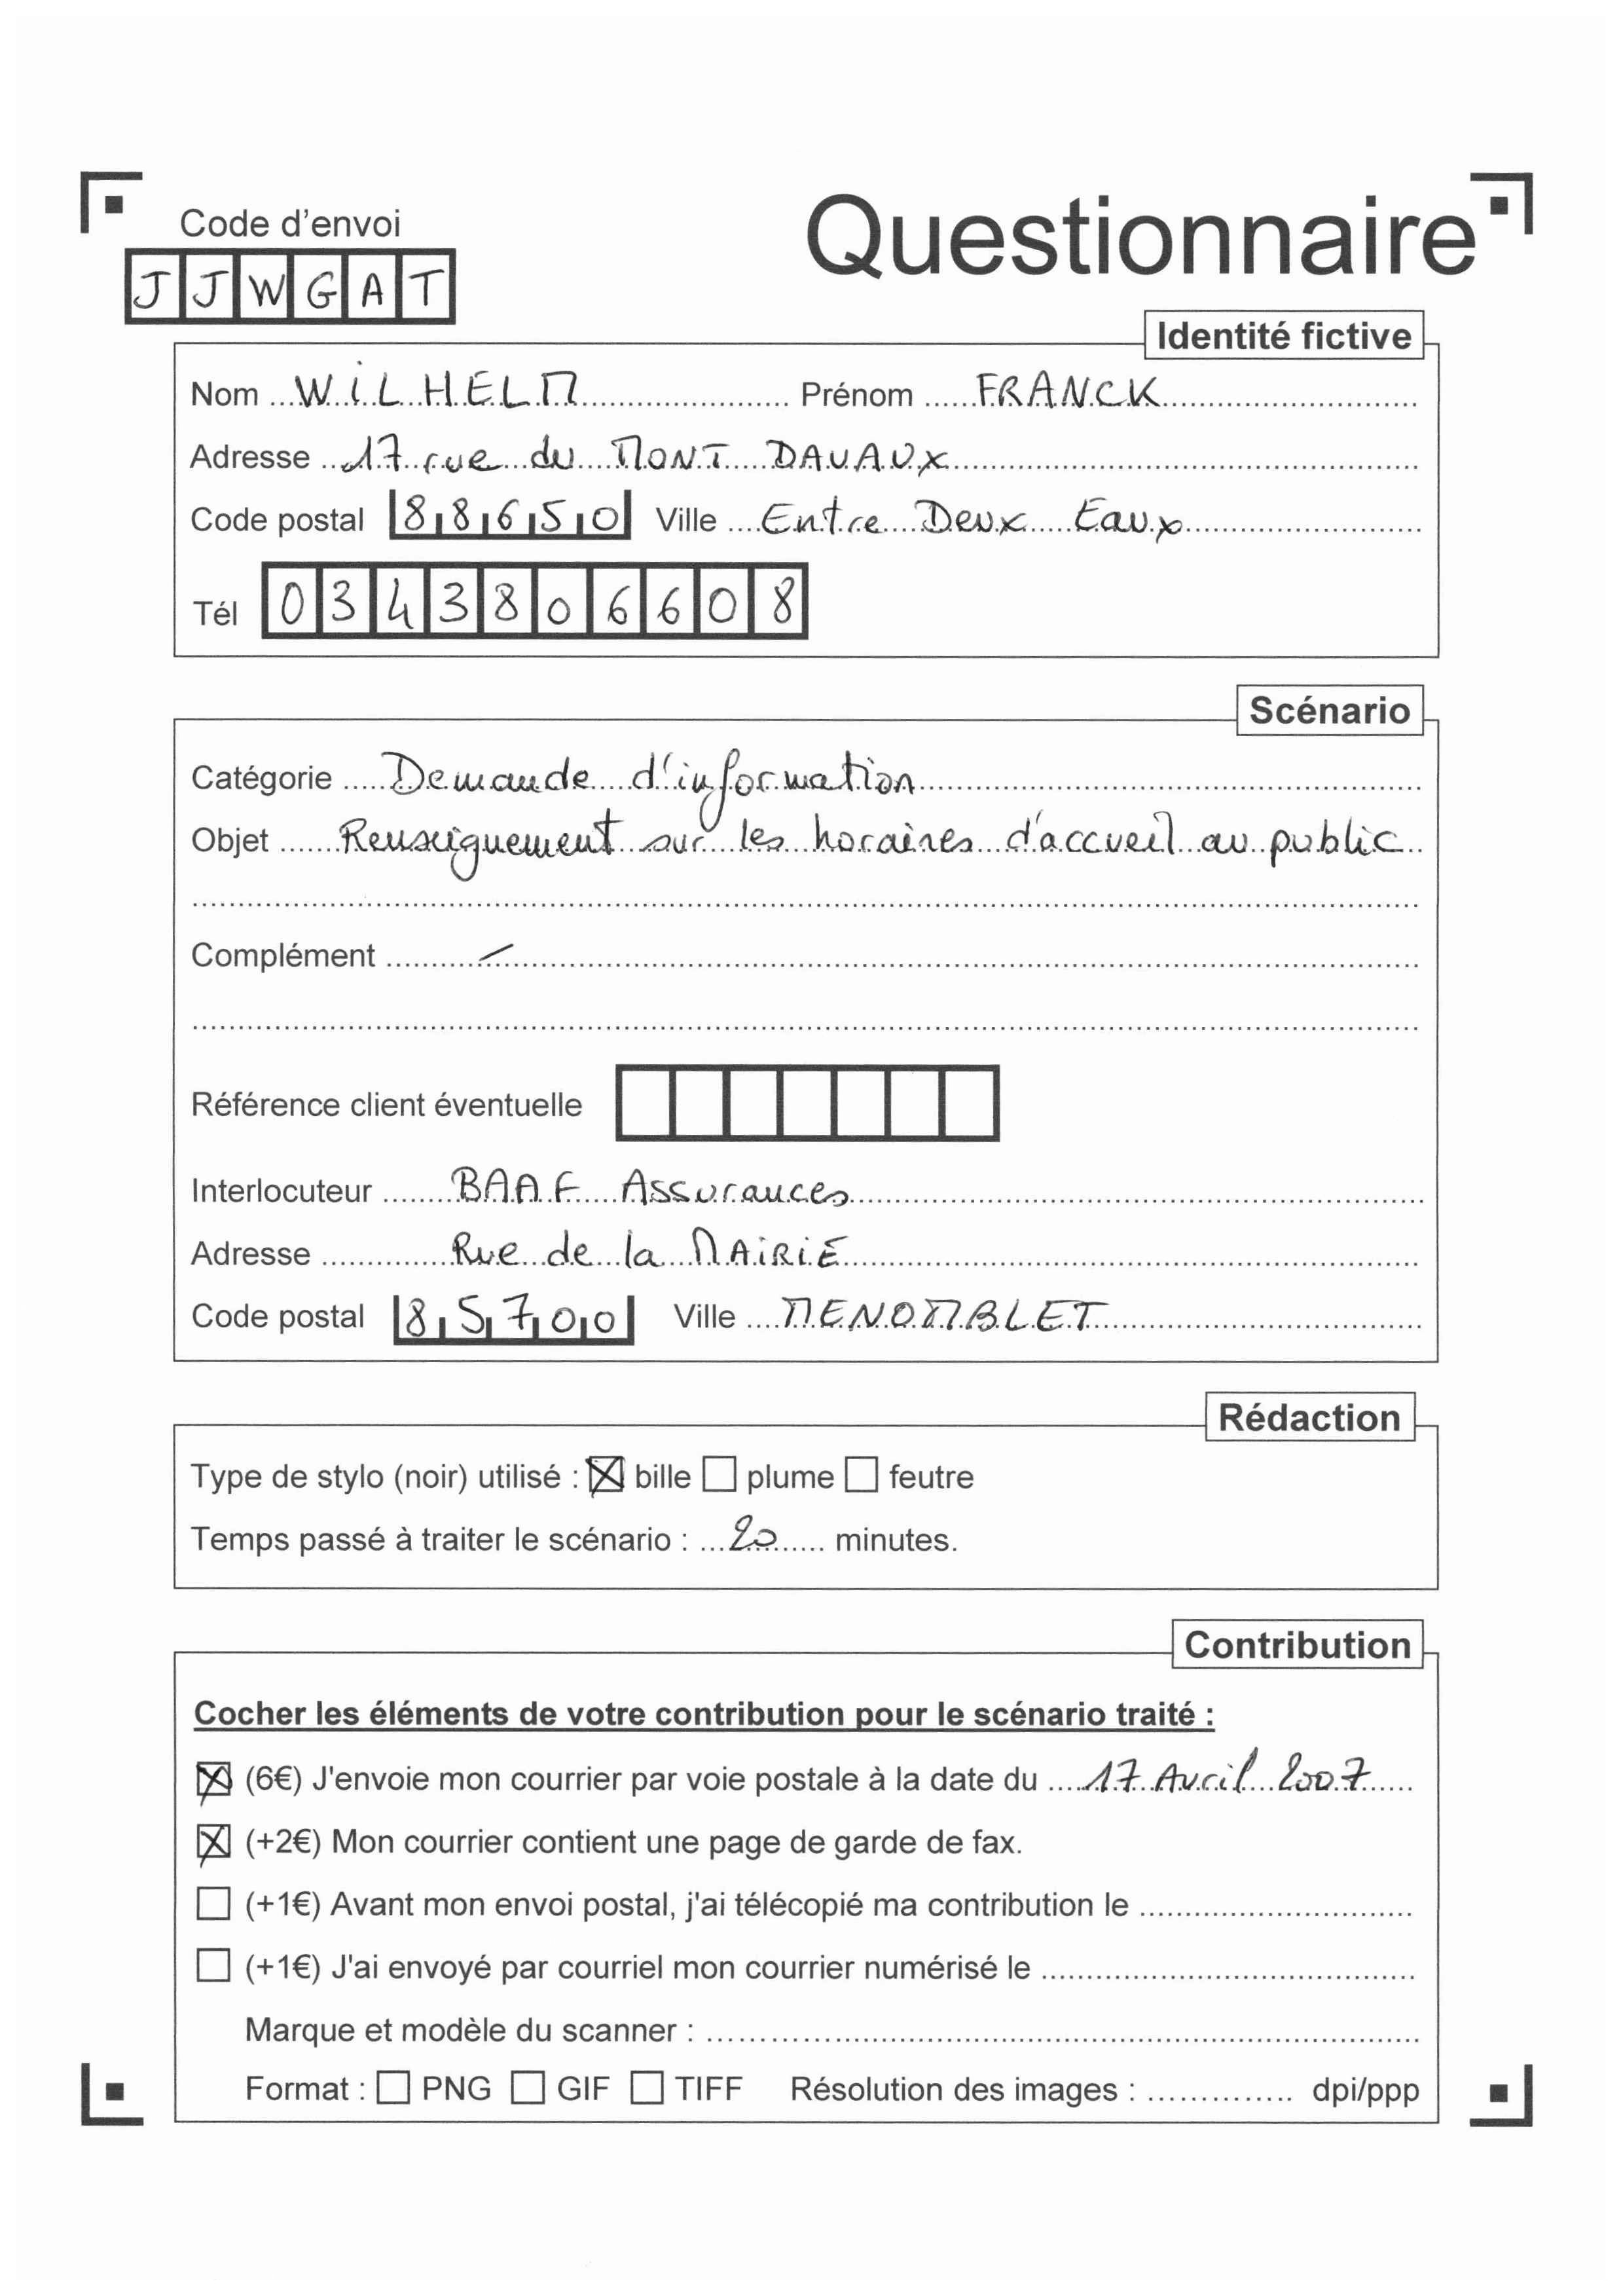 Code d'envoi
Questionnaire
JJWGAT
Identité fictive
Nom WiLHELM Prénom FRANCK
Adresse 17 rue du MONT DAVAUX
Code postal 88650 Ville Entre Deux Eaux
Tél 0343806608
Scénario
Catégorie Demande d'information
Objet Renseignement sur les horaires d'accueil au public
Complément /
Référence client éventuelle
Interlocuteur BAAF Assurances
Adresse Rue de la MAiRiE
Code postal 85700 Ville MENOMBLET
Rédaction
Type de stylo (noir) utilisé : ☒ bille ☐ plume ☐ feutre
Temps passé à traiter le scénario : 20 minutes.
Contribution
Cocher les éléments de votre contribution pour le scénario traité :
☒ (6€) J'envoie mon courrier par voie postale à la date du 17 Avril 2007
☒ (+2€) Mon courrier contient une page de garde de fax.
☐ (+1€) Avant mon envoi postal, j'ai télécopié ma contribution le
☐ (+1€) J'ai envoyé par courriel mon courrier numérisé le
Marque et modèle du scanner :
Format : ☐ PNG ☐ GIF ☐ TIFF Résolution des images : dpi/ppp